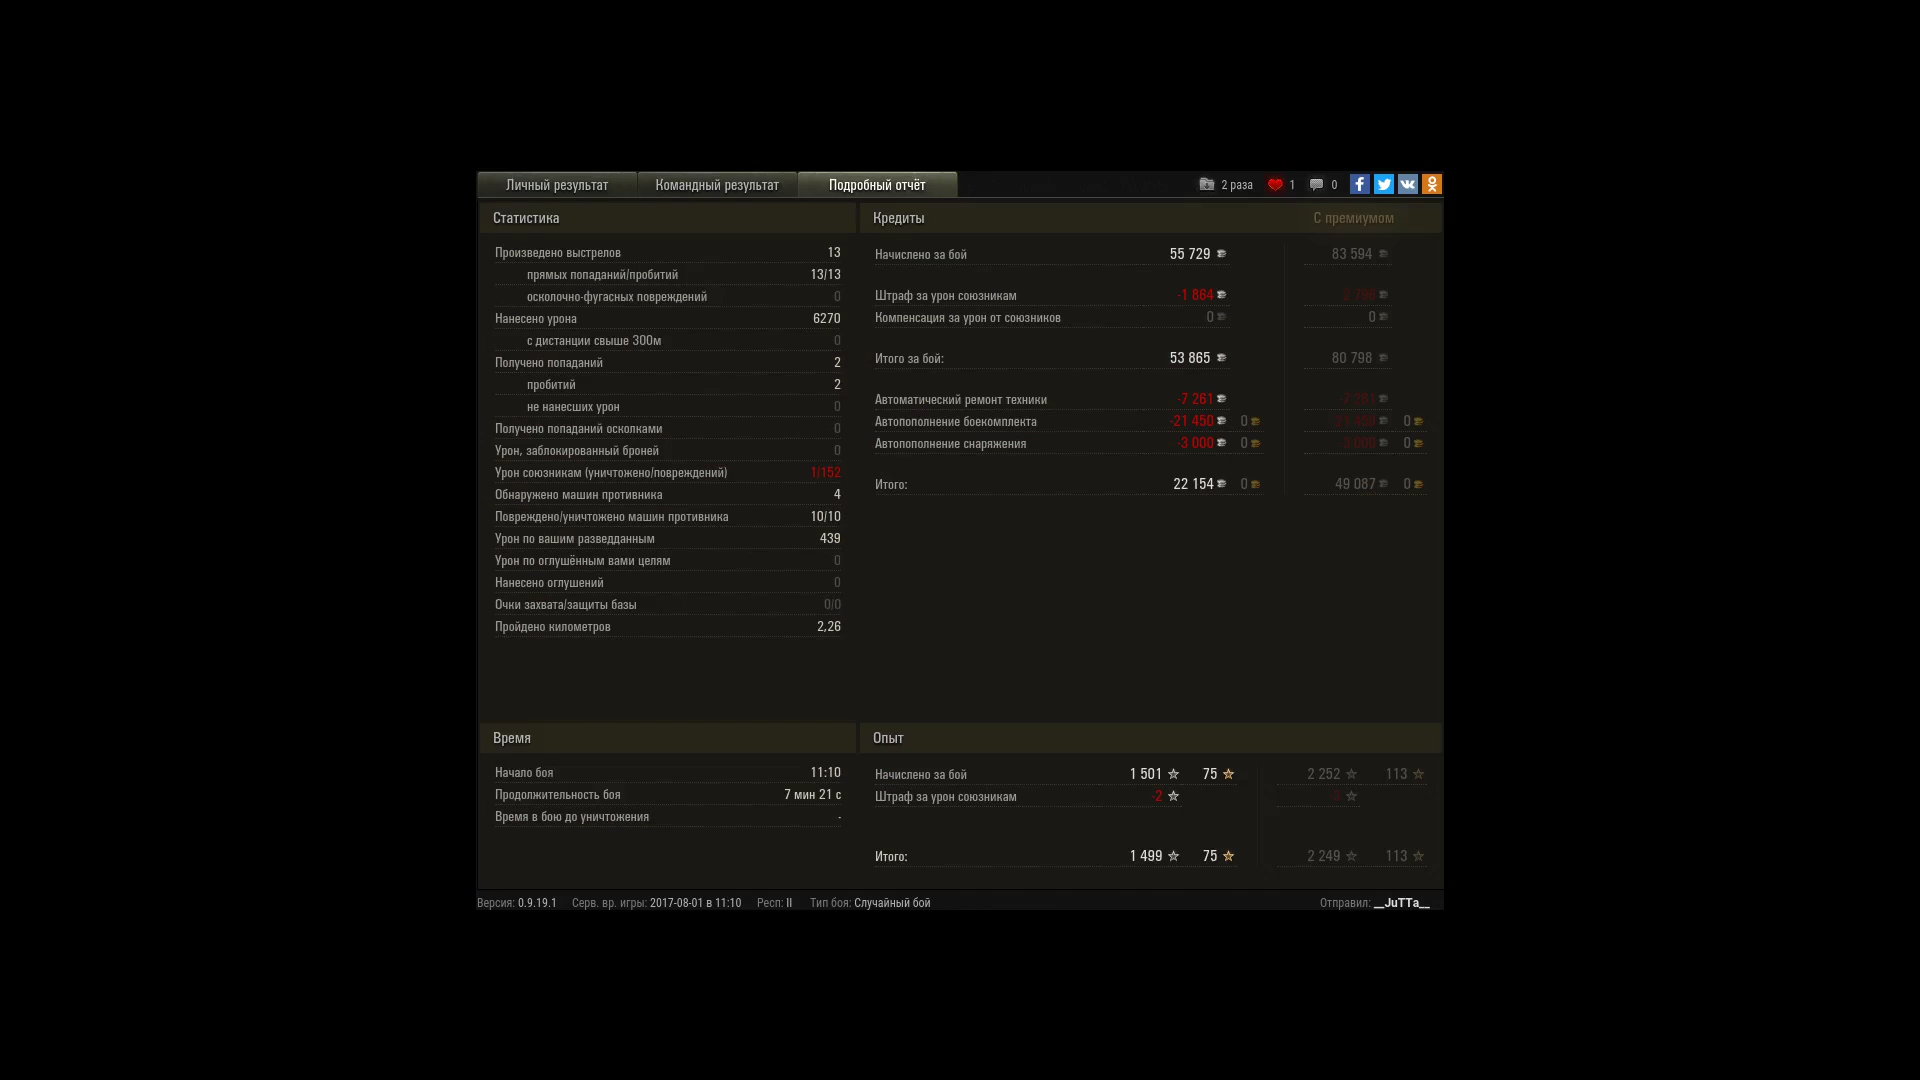 Личный результат Командный результат Подробный отчёт 2 раза 1 0
Статистика
Произведено выстрелов 13
прямых попаданий/пробитий 13/13
осколочно-фугасных повреждений 0
Нанесено урона 6270
с дистанции свыше 300м 0
Получено попаданий 2
пробитий 2
не нанесших урон 0
Получено попаданий осколками 0
Урон, заблокированный броней 0
Урон союзникам (уничтожено/повреждений) 1/152
Обнаружено машин противника 4
Повреждено/уничтожено машин противника 10/10
Урон по вашим разведданным 439
Урон по оглушённым вами целям 0
Нанесено оглушений 0
Очки захвата/защиты базы 0/0
Пройдено километров 2,26
Кредиты С премиумом
Начислено за бой 55 729 83 594
Штраф за урон союзникам -1 864
Компенсация за урон от союзников 0 0
Итого за бой: 53 865 80 798
Автоматический ремонт техники -7 261
Автопополнение боекомплекта -21 450 0 0
Автопополнение снаряжения -3 000 0 0
Итого: 22 154 0 49 087 0
Время
Начало боя 11:10
Продолжительность боя 7 мин 21 с
Время в бою до уничтожения -
Опыт
Начислено за бой 1 501 75 2 252 113
Штраф за урон союзникам -2
Итого: 1 499 75 2 249 113
Версия: 0.9.19.1 Серв. вр. игры: 2017-08-01 в 11:10 Респ: II Тип боя: Случайный бой Отправил: __JuTTa__